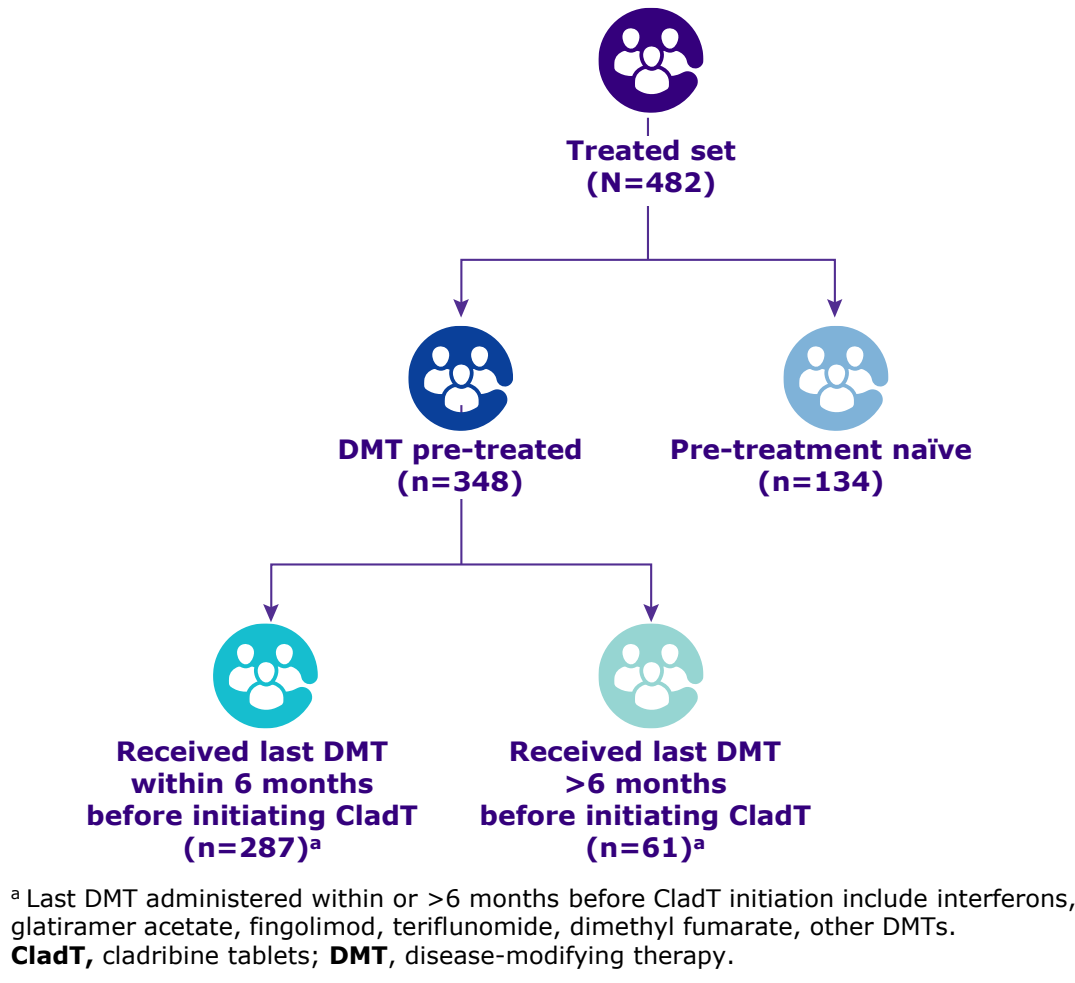 Treated set
(N=482)
DMT pre-treated
(n=348)
Pre-treatment naïve
(n=134)
Received last DMT
within 6 months
before initiating CladT
(n=287)ᵃ
Received last DMT
>6 months
before initiating CladT
(n=61)ᵃ
ᵃ Last DMT administered within or >6 months before CladT initiation include interferons,
glatiramer acetate, fingolimod, teriflunomide, dimethyl fumarate, other DMTs.
CladT, cladribine tablets; DMT, disease-modifying therapy.